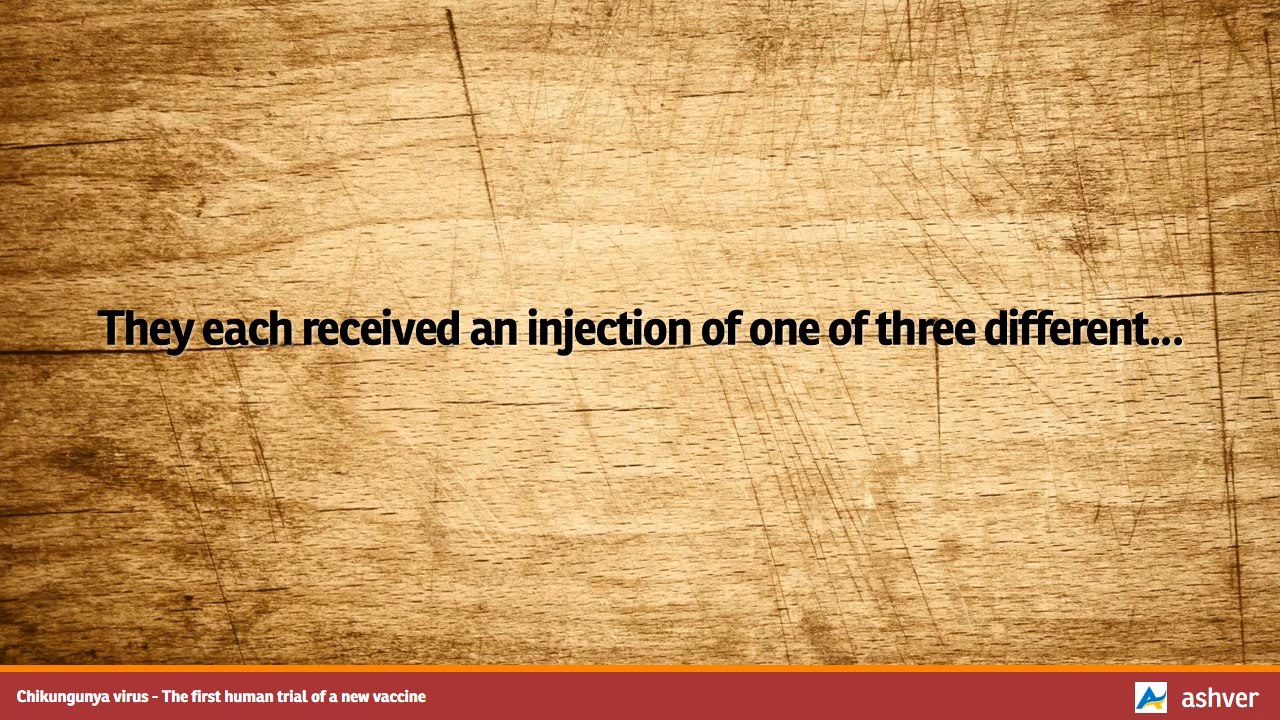 They each received an injection of one of three different...
Chikungunya virus - The first human trial of a new vaccine
ashver